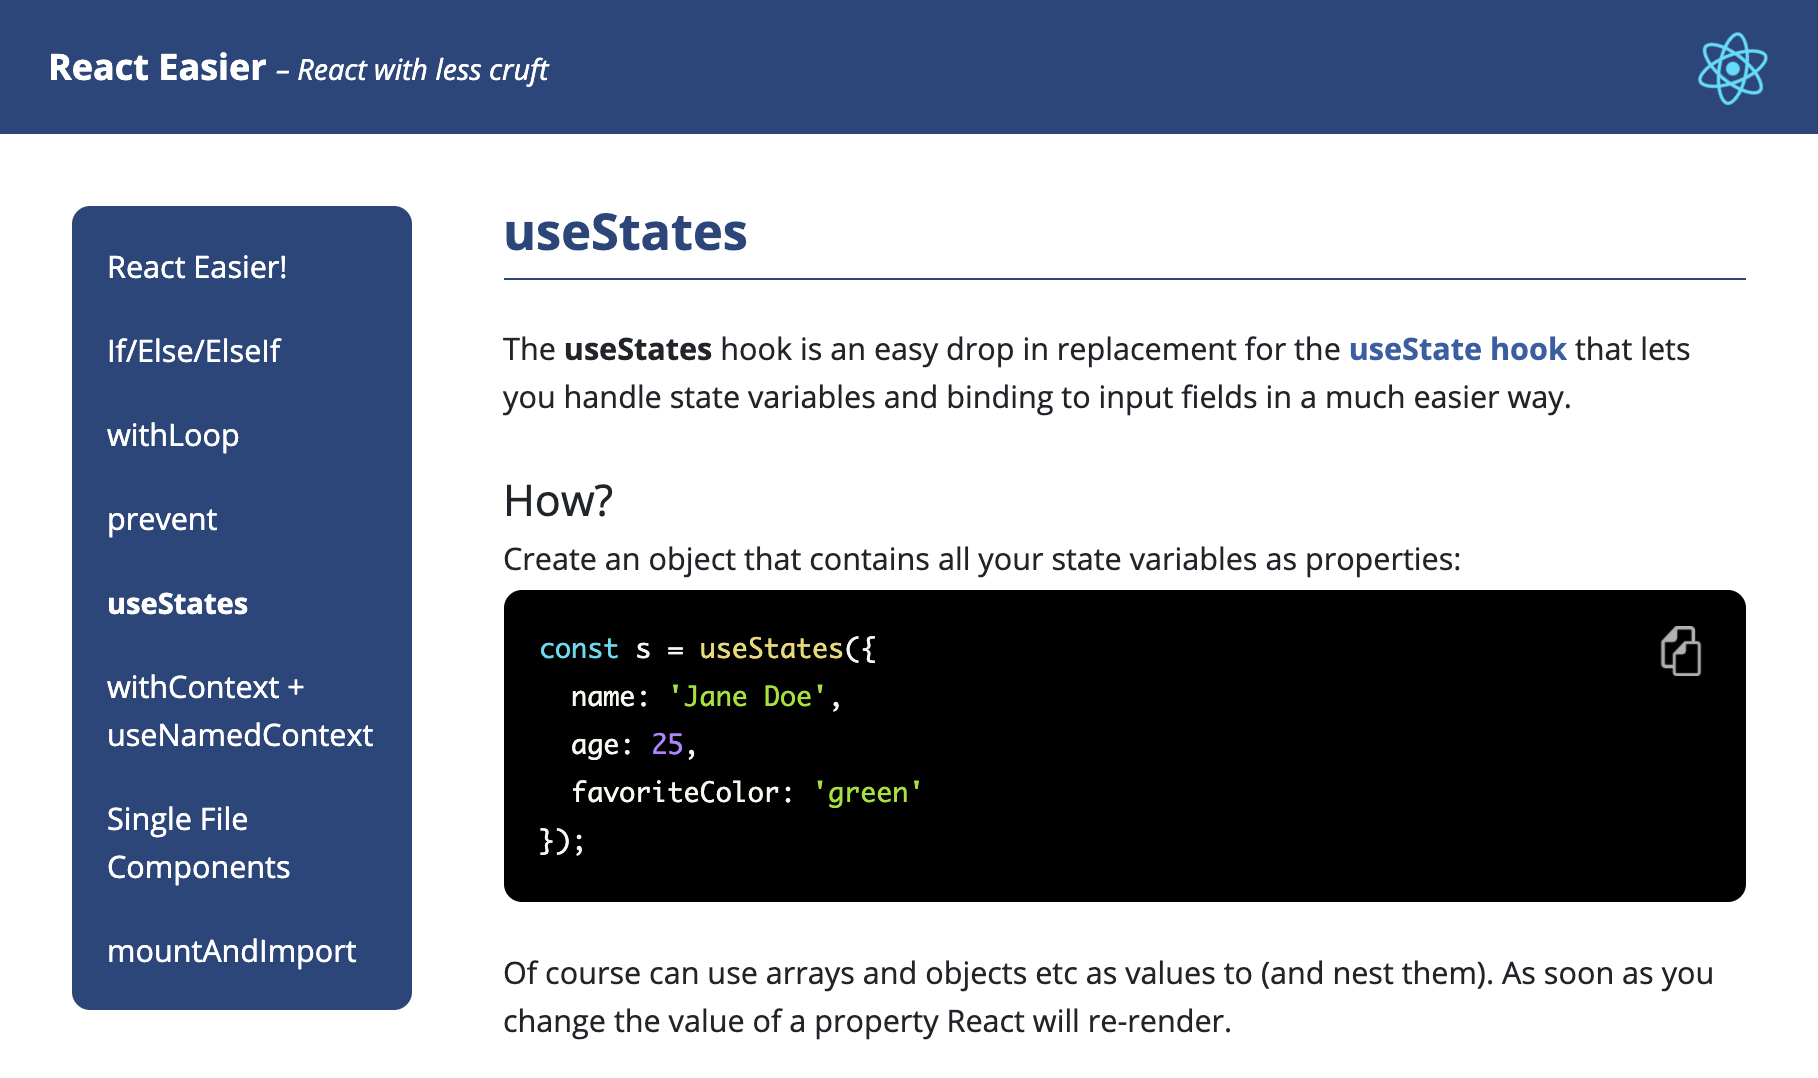 React Easier – React with less cruft
React Easier!
If/Else/ElseIf
withLoop
prevent
useStates
withContext +
useNamedContext
Single File
Components
mountAndImport
useStates
The useStates hook is an easy drop in replacement for the useState hook that lets
you handle state variables and binding to input fields in a much easier way.
How?
Create an object that contains all your state variables as properties:
const s = useStates({
  name: 'Jane Doe',
  age: 25,
  favoriteColor: 'green'
});
Of course can use arrays and objects etc as values to (and nest them). As soon as you
change the value of a property React will re-render.